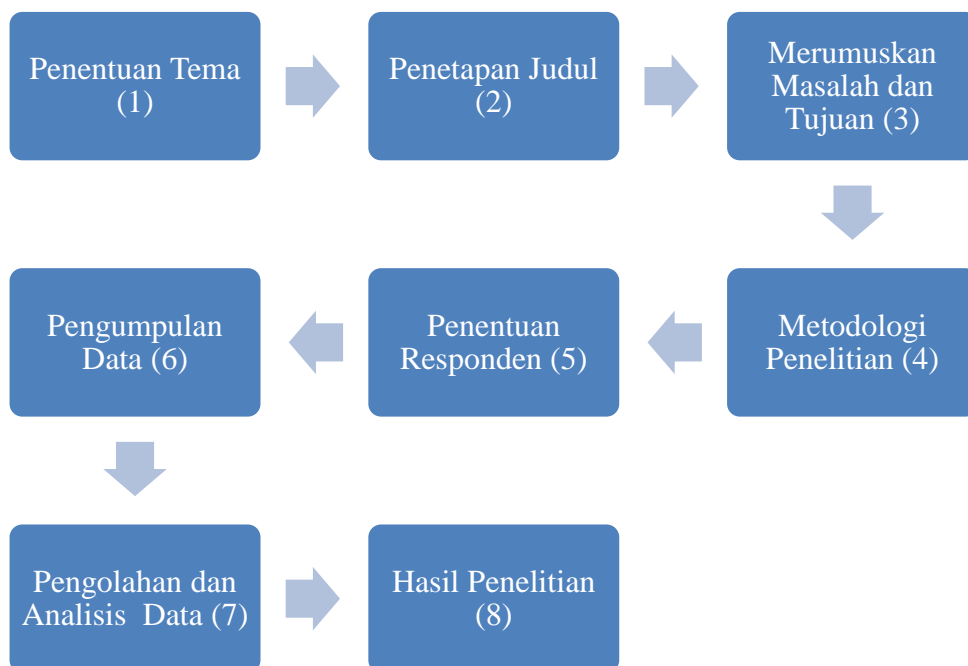 Penentuan Tema
(1)
Penetapan Judul
(2)
Merumuskan
Masalah dan
Tujuan (3)
Metodologi
Penelitian (4)
Penentuan
Responden (5)
Pengumpulan
Data (6)
Pengolahan dan
Analisis  Data (7)
Hasil Penelitian
(8)